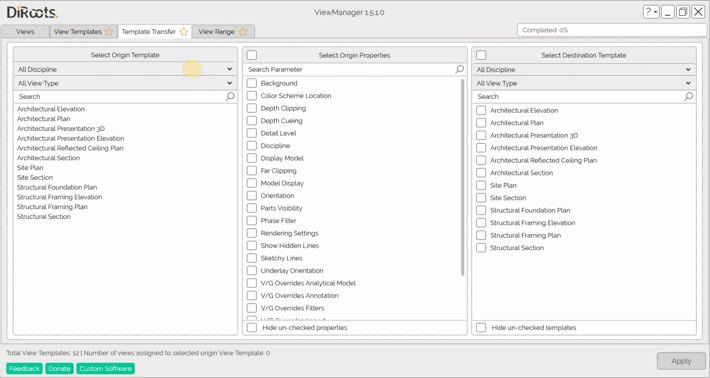 DiRoots.
ViewManager 1.5.1.0
?
Views
View Templates
Template Transfer
View Range
Completed: 0%
Select Origin Template
All Discipline
All View Type
Search
Architectural Elevation
Architectural Plan
Architectural Presentation 3D
Architectural Presentation Elevation
Architectural Reflected Ceiling Plan
Architectural Section
Site Plan
Site Section
Structural Foundation Plan
Structural Framing Elevation
Structural Framing Plan
Structural Section
Select Origin Properties
Search Parameter
Background
Color Scheme Location
Depth Clipping
Depth Cueing
Detail Level
Discipline
Display Model
Far Clipping
Model Display
Orientation
Parts Visibility
Phase Filter
Rendering Settings
Show Hidden Lines
Sketchy Lines
Underlay Orientation
V/G Overrides Analytical Model
V/G Overrides Annotation
V/G Overrides Filters
Hide un-checked properties
Select Destination Template
All Discipline
All View Type
Search
Architectural Elevation
Architectural Plan
Architectural Presentation 3D
Architectural Presentation Elevation
Architectural Reflected Ceiling Plan
Architectural Section
Site Plan
Site Section
Structural Foundation Plan
Structural Framing Elevation
Structural Framing Plan
Structural Section
Hide un-checked templates
Total View Templates: 12 | Number of views assigned to selected origin View Template: 0
Feedback
Donate
Custom Software
Apply